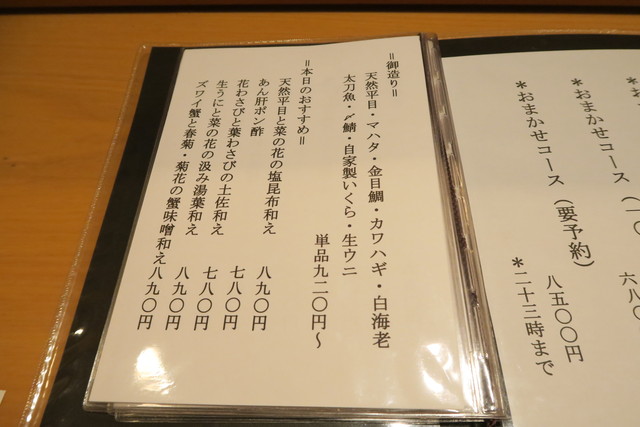 ＊お
＊おまかせコース（一〇
六八
＊おまかせコース（要予約）
八五〇〇円
＊二十三時まで
＝御造り＝
天然平目・マハタ・金目鯛・カワハギ・白海老
太刀魚・〆鯖・自家製いくら・生ウニ
単品九二〇円～
＝本日のおすすめ＝
天然平目と菜の花の塩昆布和え 八九〇円
あん肝ポン酢 七八〇円
花わさびと葉わさびの土佐和え 七八〇円
生うにと菜の花の汲み湯葉和え 八九〇円
ズワイ蟹と春菊・菊花の蟹味噌和え 八九〇円